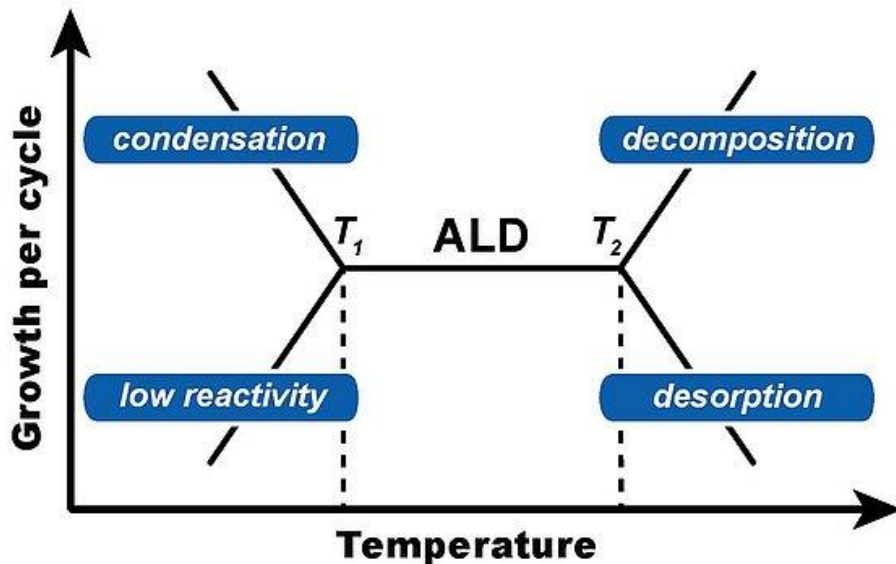 Growth per cycle
condensation
decomposition
T1
ALD
T2
low reactivity
desorption
Temperature